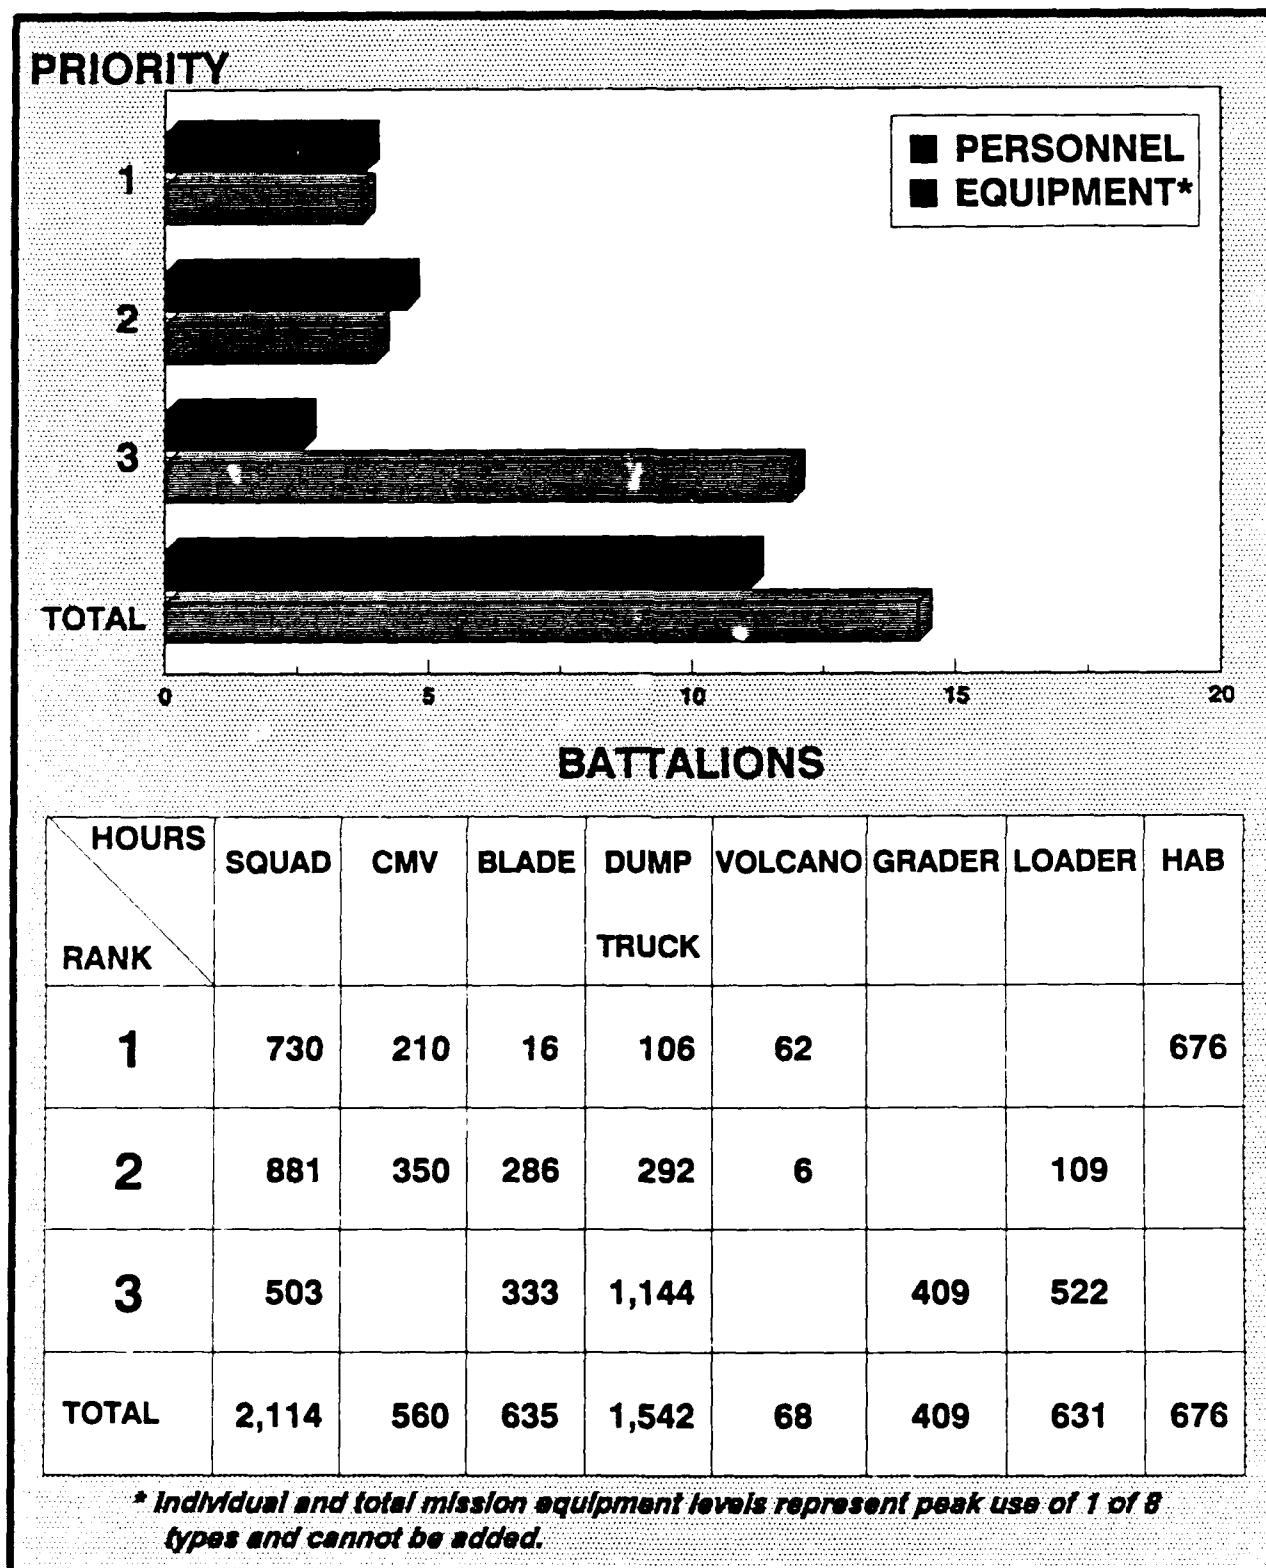 PRIORITY
PERSONNEL
EQUIPMENT*
1
2
3
TOTAL
0 5 10 15 20
BATTALIONS
HOURS SQUAD CMV BLADE DUMP VOLCANO GRADER LOADER HAB
RANK TRUCK
1 730 210 16 106 62 676
2 881 350 286 292 6 109
3 503 333 1,144 409 522
TOTAL 2,114 560 635 1,542 68 409 631 676
* Individual and total mission equipment levels represent peak use of 1 of 8
types and cannot be added.